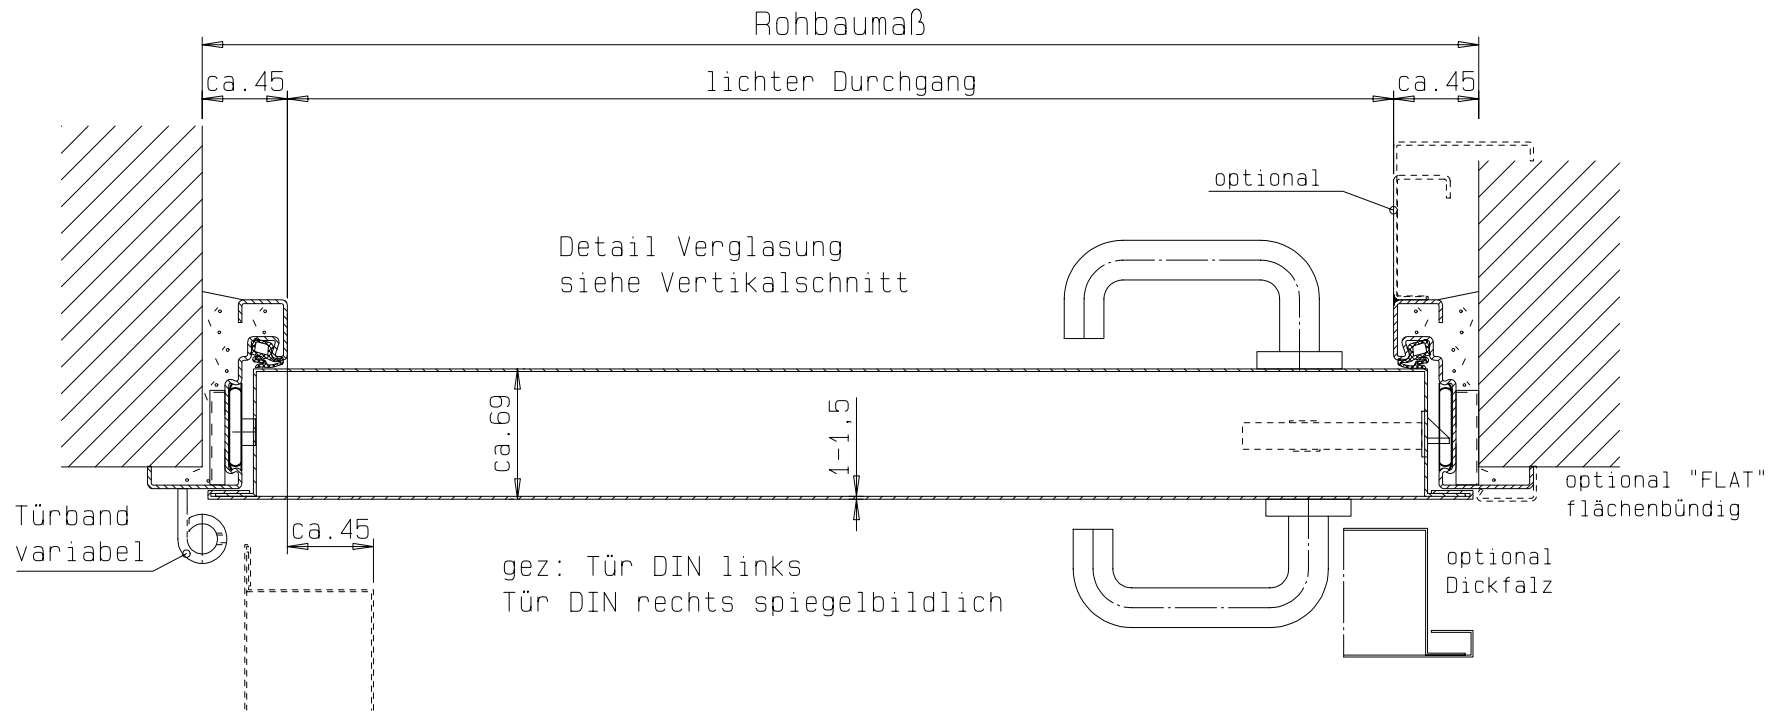 Rohbaumaß
ca.45
lichter Durchgang
ca.45
optional
Detail Verglasung
siehe Vertikalschnitt
ca.69
1-1,5
optional "FLAT"
flächenbündig
Türband
variabel
ca.45
gez: Tür DIN links
Tür DIN rechts spiegelbildlich
optional
Dickfalz